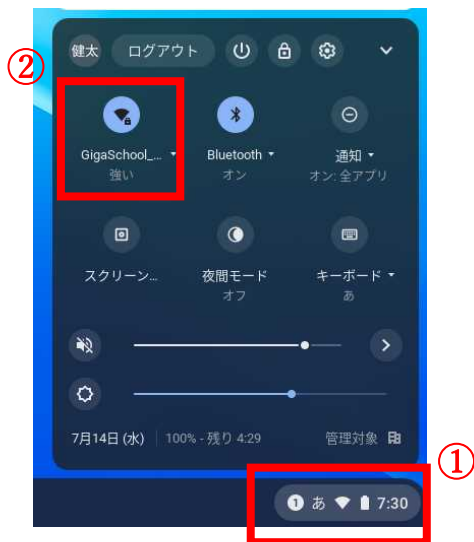 ②
健太 ログアウト
GigaSchool_...
強い
Bluetooth
オン
通知
オン: 全アプリ
スクリーン...
夜間モード
オフ
キーボード
あ
7月14日 (水) 100% - 残り 4:29 管理対象
①
1 あ 7:30